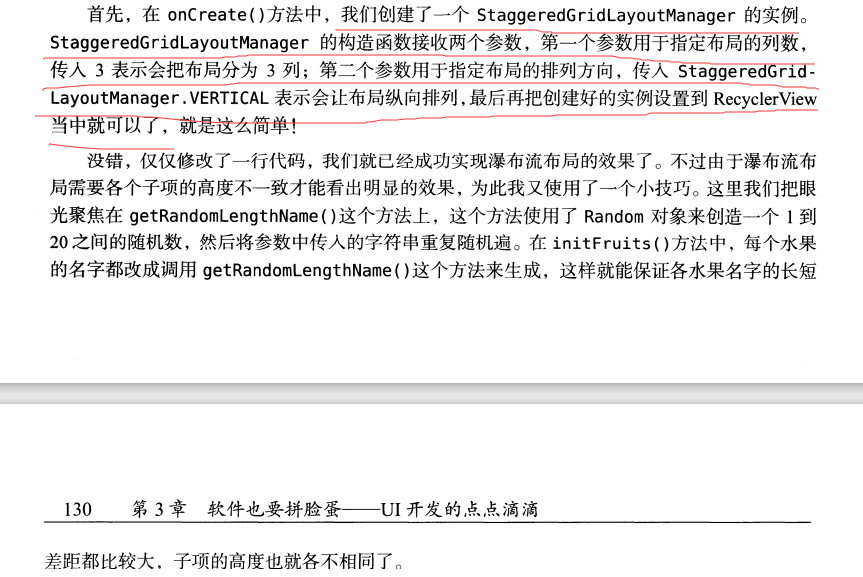 首先，在 onCreate()方法中，我们创建了一个 StaggeredGridLayoutManager 的实例。
StaggeredGridLayoutManager 的构造函数接收两个参数，第一个参数用于指定布局的列数，
传入 3 表示会把布局分为 3 列；第二个参数用于指定布局的排列方向，传入 StaggeredGrid-
LayoutManager.VERTICAL 表示会让布局纵向排列，最后再把创建好的实例设置到 RecyclerView
当中就可以了，就是这么简单！
没错，仅仅修改了一行代码，我们就已经成功实现瀑布流布局的效果了。不过由于瀑布流布
局需要各个子项的高度不一致才能看出明显的效果，为此我又使用了一个小技巧。这里我们把眼
光聚焦在 getRandomLengthName()这个方法上，这个方法使用了 Random 对象来创造一个 1 到
20 之间的随机数，然后将参数中传入的字符串重复随机遍。在 initFruits()方法中，每个水果
的名字都改成调用 getRandomLengthName()这个方法来生成，这样就能保证各水果名字的长短
130 第 3 章 软件也要拼脸蛋——UI 开发的点点滴滴
差距都比较大，子项的高度也就各不相同了。